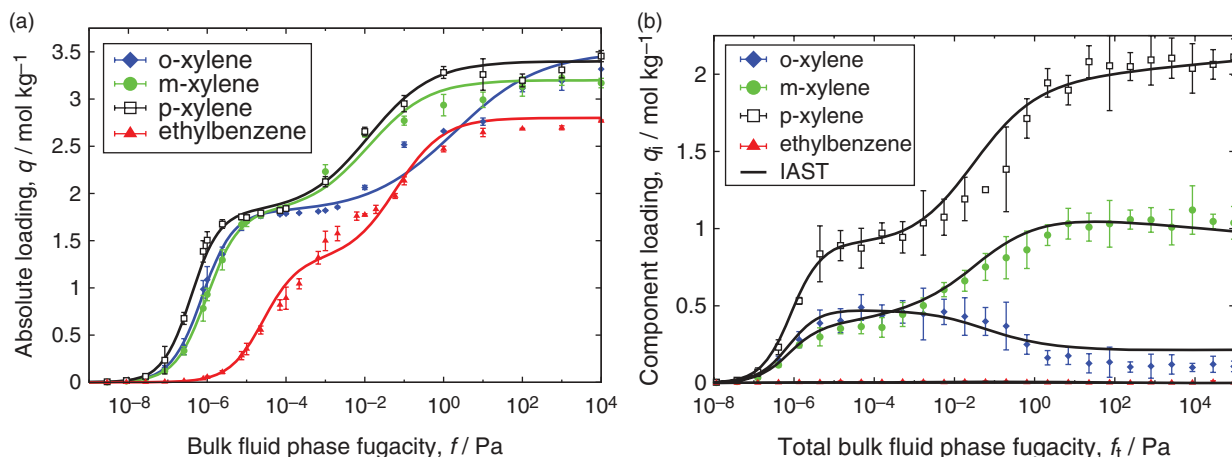 (a)
Absolute loading, q / mol kg⁻¹
3.5
3
2.5
2
1.5
1
0.5
0
o-xylene
m-xylene
p-xylene
ethylbenzene
10⁻⁸ 10⁻⁶ 10⁻⁴ 10⁻² 10⁰ 10² 10⁴
Bulk fluid phase fugacity, f / Pa
(b)
Component loading, qᵢ / mol kg⁻¹
2
1.5
1
0.5
0
o-xylene
m-xylene
p-xylene
ethylbenzene
IAST
10⁻⁸ 10⁻⁶ 10⁻⁴ 10⁻² 10⁰ 10² 10⁴
Total bulk fluid phase fugacity, fₜ / Pa